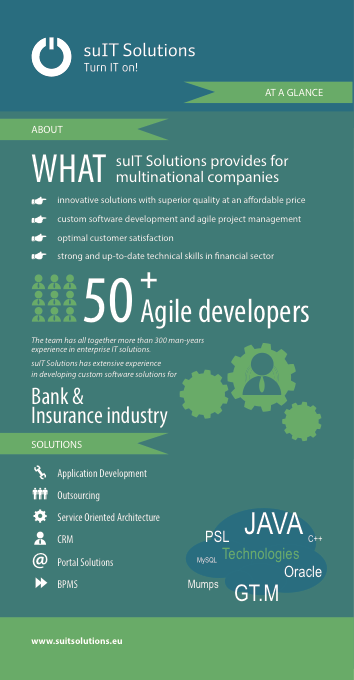 suIT Solutions
Turn IT on!
AT A GLANCE
ABOUT
WHAT suIT Solutions provides for
multinational companies
innovative solutions with superior quality at an affordable price
custom software development and agile project management
optimal customer satisfaction
strong and up-to-date technical skills in financial sector
50+ Agile developers
The team has all together more than 300 man-years
experience in enterprise IT solutions.
suIT Solutions has extensive experience
in developing custom software solutions for
Bank &
Insurance industry
SOLUTIONS
Application Development
Outsourcing
Service Oriented Architecture
CRM
@ Portal Solutions
BPMS
JAVA
PSL
C++
Technologies
MySQL
Oracle
Mumps
GT.M
www.suitsolutions.eu